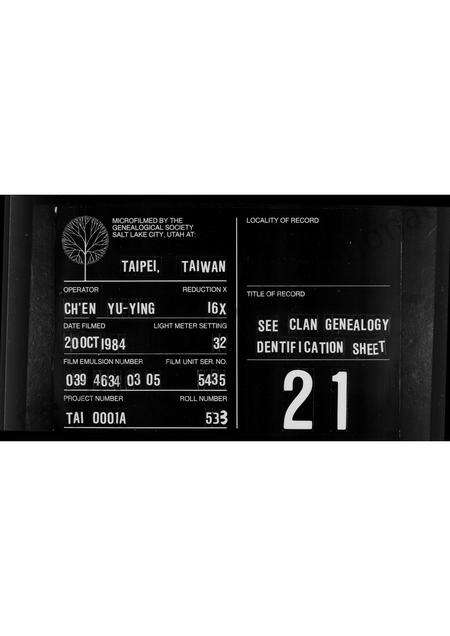 MICROFILMED BY THE
GENEALOGICAL SOCIETY
SALT LAKE CITY, UTAH AT:
TAIPEI, TAIWAN
OPERATOR REDUCTION X
CH'EN YU-YING 16X
DATE FILMED LIGHT METER SETTING
20 OCT 1984 32
FILM EMULSION NUMBER FILM UNIT SER. NO.
039 4634 03 05 5435
PROJECT NUMBER ROLL NUMBER
TAI 0001A 533
LOCALITY OF RECORD
TITLE OF RECORD
SEE CLAN GENEALOGY
DENTIFICATION SHEET
21